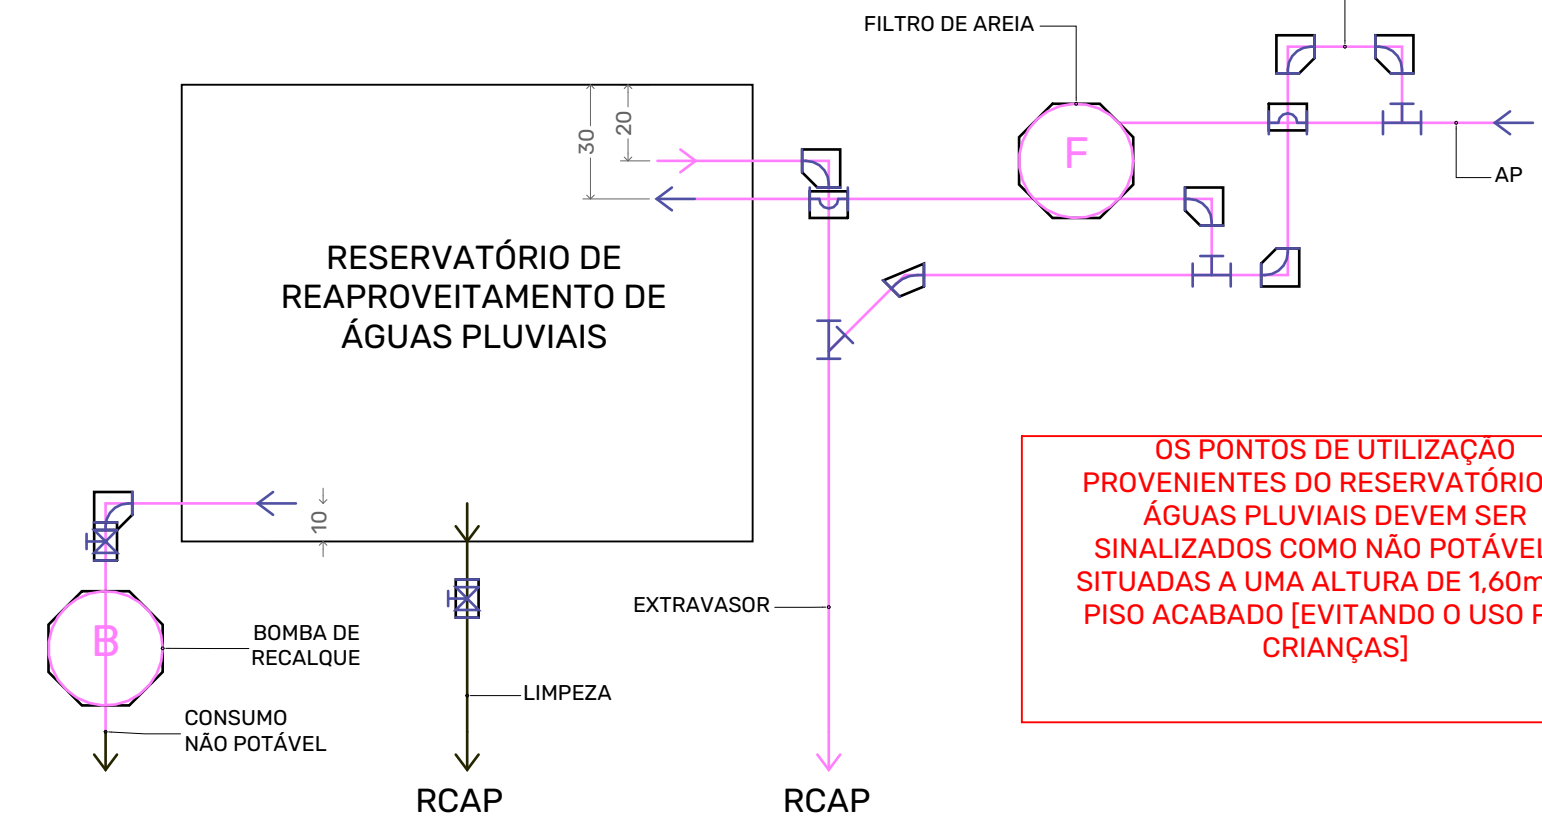 FILTRO DE AREIA
F
AP
30
20
RESERVATÓRIO DE
REAPROVEITAMENTO DE
ÁGUAS PLUVIAIS
10
OS PONTOS DE UTILIZAÇÃO
PROVENIENTES DO RESERVATÓRIO
ÁGUAS PLUVIAIS DEVEM SER
SINALIZADOS COMO NÃO POTÁVEL
SITUADAS A UMA ALTURA DE 1,60m
PISO ACABADO [EVITANDO O USO
CRIANÇAS]
B
BOMBA DE
RECALQUE
EXTRAVASOR
LIMPEZA
CONSUMO
NÃO POTÁVEL
RCAP
RCAP